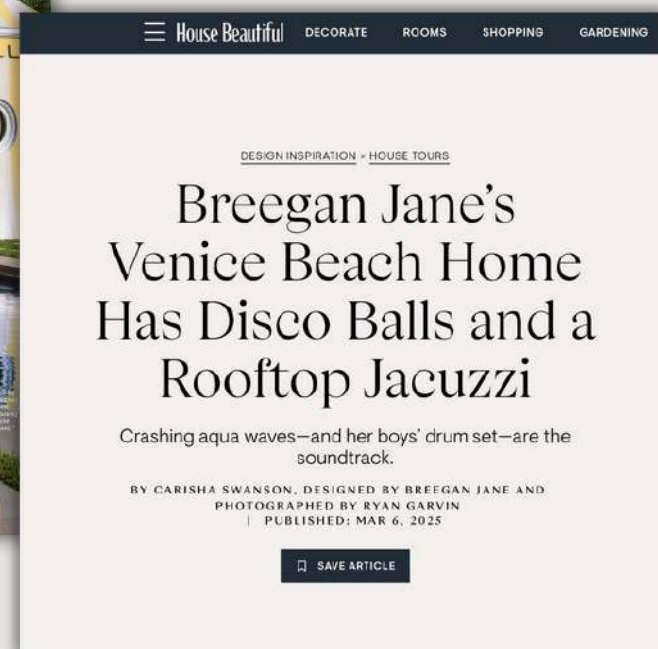 House Beautiful DECORATE ROOMS SHOPPING GARDENING
DESIGN INSPIRATION > HOUSE TOURS
Breegan Jane's
Venice Beach Home
Has Disco Balls and a
Rooftop Jacuzzi
Crashing aqua waves—and her boys' drum set—are the
soundtrack.
BY CARISHA SWANSON, DESIGNED BY BREEGAN JANE AND
PHOTOGRAPHED BY RYAN GARVIN
| PUBLISHED: MAR 6, 2025
SAVE ARTICLE